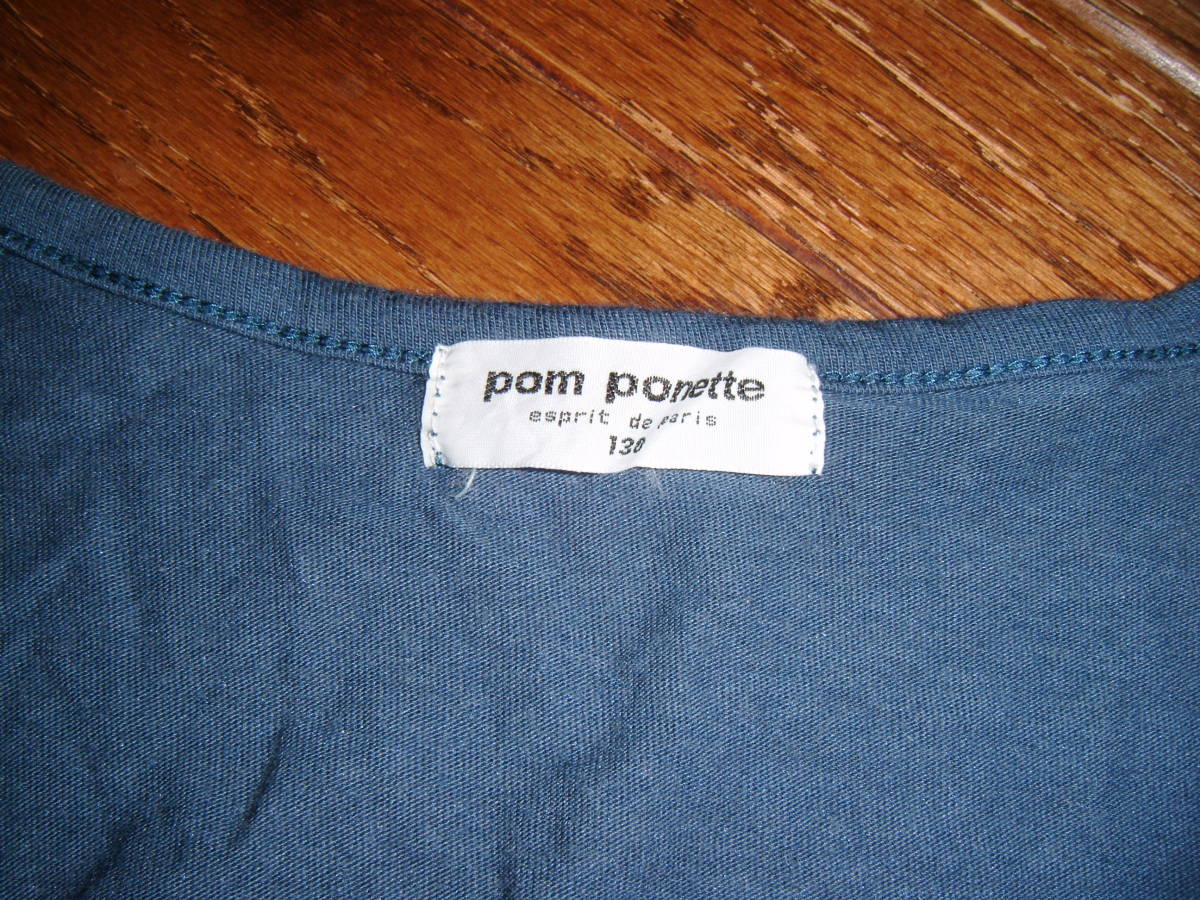 pom ponette
esprit de paris
130